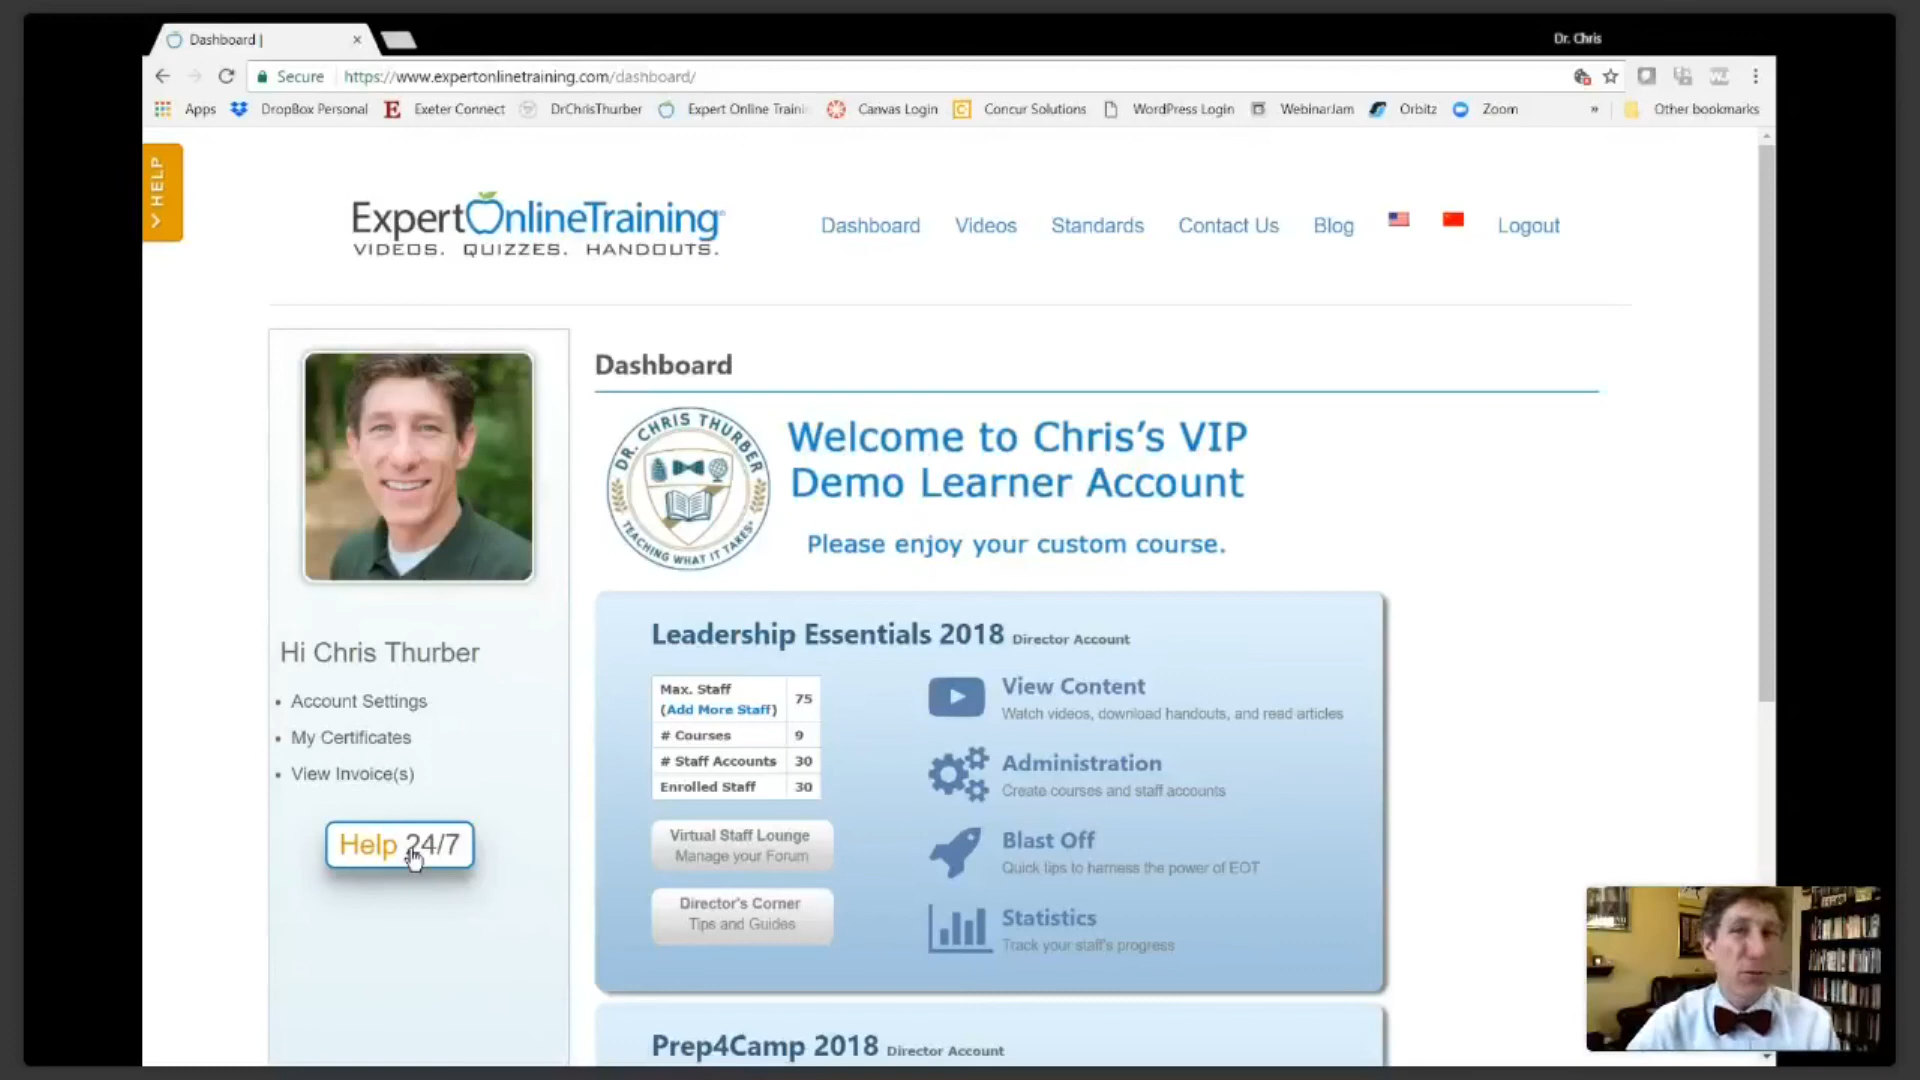 Dashboard |
Dr. Chris
Secure https://www.expertonlinetraining.com/dashboard/
Apps DropBox Personal Exeter Connect DrChrisThurber Expert Online Traini Canvas Login Concur Solutions WordPress Login WebinarJam Orbitz Zoom » Other bookmarks
HELP
ExpertOnlineTraining
VIDEOS. QUIZZES. HANDOUTS.
Dashboard Videos Standards Contact Us Blog Logout
Dashboard
DR. CHRIS THURBER
TEACHING WHAT IT TAKES
Welcome to Chris's VIP
Demo Learner Account
Please enjoy your custom course.
Hi Chris Thurber
Account Settings
My Certificates
View Invoice(s)
Help 24/7
Leadership Essentials 2018 Director Account
Max. Staff
(Add More Staff) 75
# Courses 9
# Staff Accounts 30
Enrolled Staff 30
Virtual Staff Lounge
Manage your Forum
Director's Corner
Tips and Guides
View Content
Watch videos, download handouts, and read articles
Administration
Create courses and staff accounts
Blast Off
Quick tips to harness the power of EOT
Statistics
Track your staff's progress
Prep4Camp 2018 Director Account